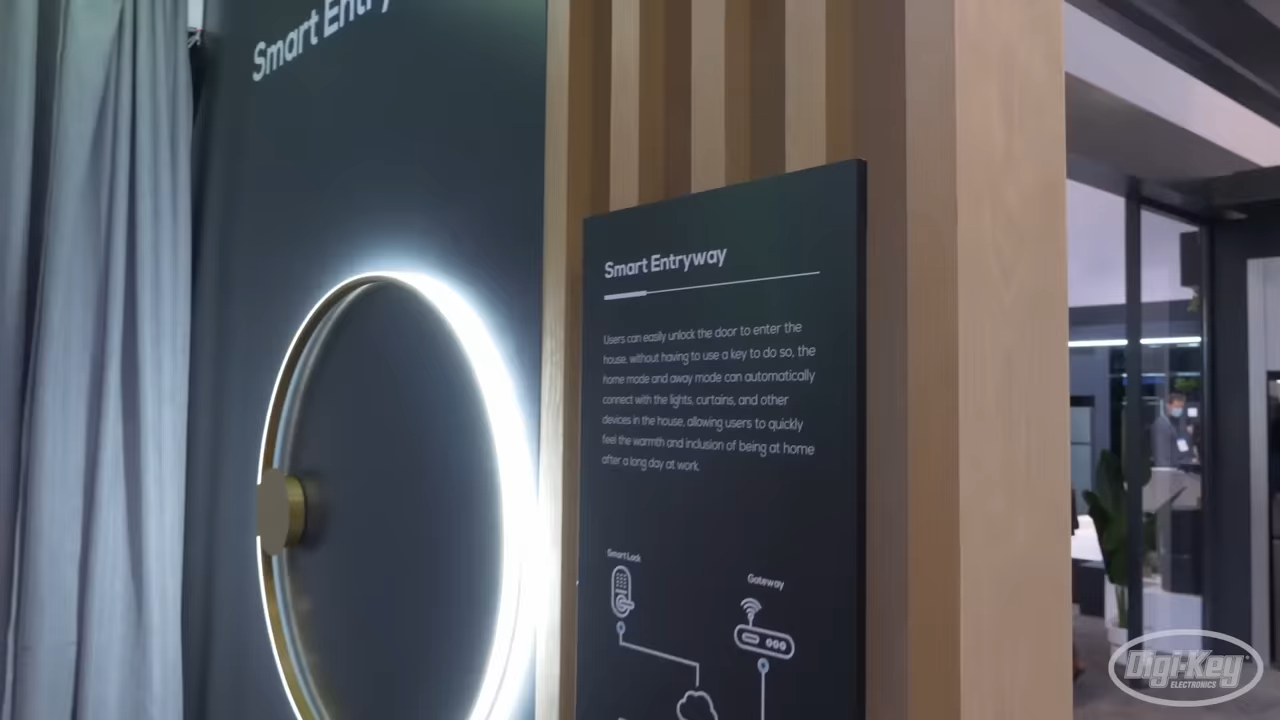 Smart Entry
Smart Entryway
Users can easily unlock the door to enter the
house, without having to use a key to do so, the
home mode and away mode can automatically
connect with the lights, curtains, and other
devices in the house, allowing users to quickly
feel the warmth and inclusion of being at home
after a long day at work.
Smart Lock
Gateway
Digi-Key
ELECTRONICS